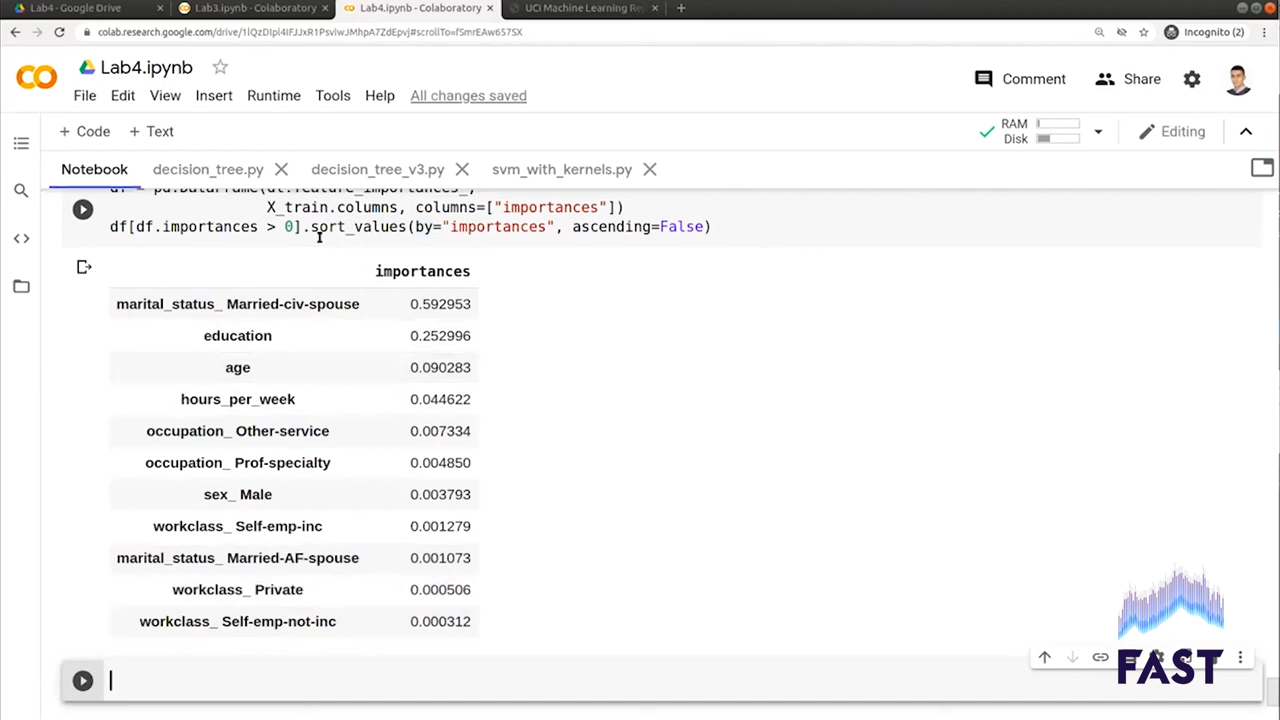 Lab4 - Google Drive
Lab3.ipynb - Colaboratory
Lab4.ipynb - Colaboratory
UCI Machine Learning Re
Incognito (2)
Lab4.ipynb
Comment
Share
File Edit View Insert Runtime Tools Help All changes saved
+ Code + Text
RAM
Disk
Editing
Notebook
decision_tree.py
decision_tree_v3.py
svm_with_kernels.py
df = pd.DataFrame(dt.feature_importances_,
X_train.columns, columns=["importances"])
df[df.importances > 0].sort_values(by="importances", ascending=False)
importances
marital_status_ Married-civ-spouse 0.592953
education 0.252996
age 0.090283
hours_per_week 0.044622
occupation_ Other-service 0.007334
occupation_ Prof-specialty 0.004850
sex_ Male 0.003793
workclass_ Self-emp-inc 0.001279
marital_status_ Married-AF-spouse 0.001073
workclass_ Private 0.000506
workclass_ Self-emp-not-inc 0.000312
FAST